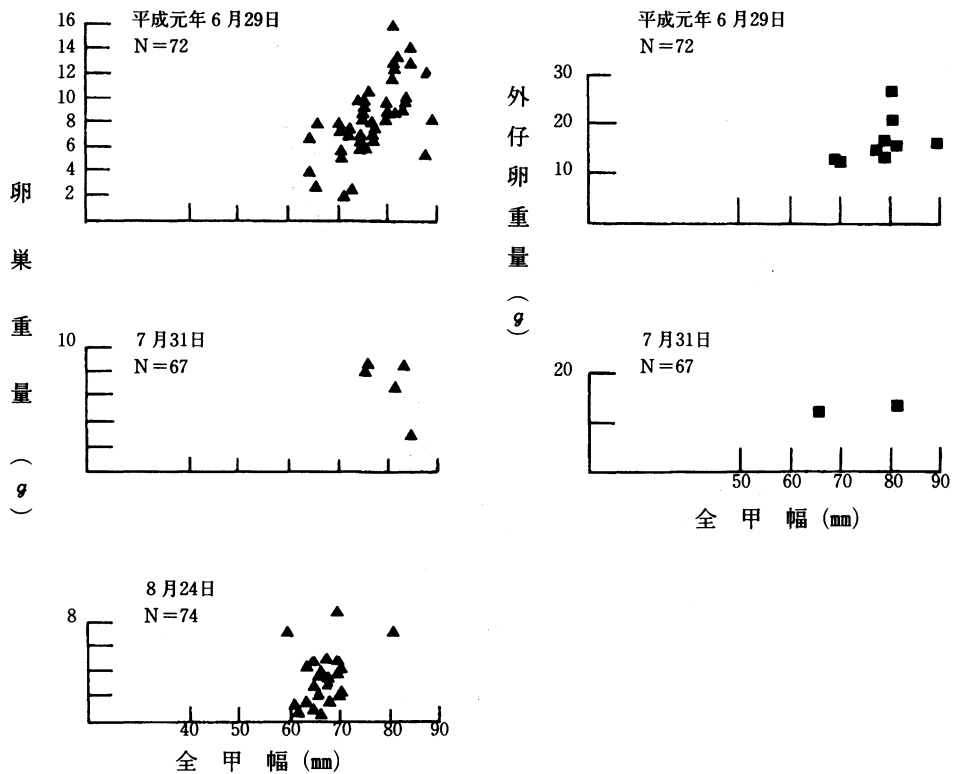 平成元年6月29日
N=72
16
14
12
10
8
6
4
2
卵巣重量(g)
7月31日
N=67
10
8月24日
N=74
8
40 50 60 70 80 90
全甲幅(mm)
平成元年6月29日
N=72
30
20
10
外仔卵重量(g)
7月31日
N=67
20
50 60 70 80 90
全甲幅(mm)